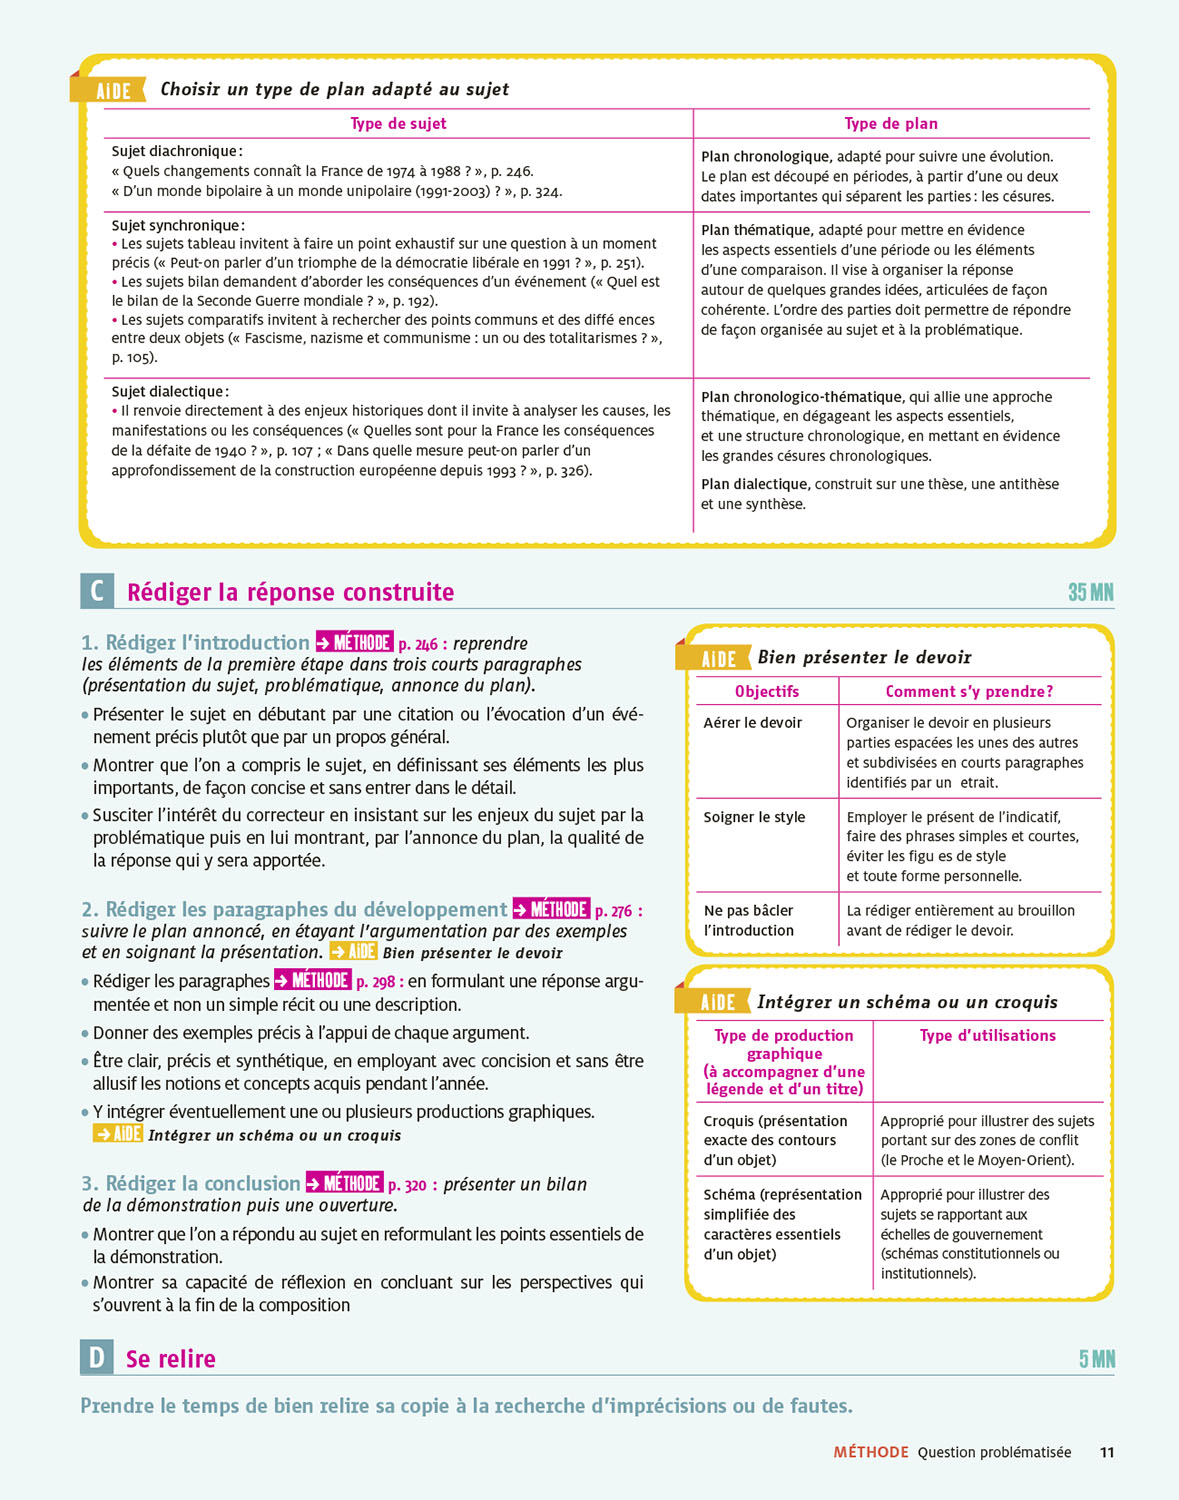 AiDE Choisir un type de plan adapté au sujet
Type de sujet
Type de plan
Sujet diachronique :
« Quels changements connaît la France de 1974 à 1988 ? », p. 246.
« D'un monde bipolaire à un monde unipolaire (1991-2003) ? », p. 324.
Plan chronologique, adapté pour suivre une évolution.
Le plan est découpé en périodes, à partir d'une ou deux
dates importantes qui séparent les parties : les césures.
Sujet synchronique :
• Les sujets tableau invitent à faire un point exhaustif sur une question à un moment
précis (« Peut-on parler d'un triomphe de la démocratie libérale en 1991 ? », p. 251).
• Les sujets bilan demandent d'aborder les conséquences d'un événement (« Quel est
le bilan de la Seconde Guerre mondiale ? », p. 192).
• Les sujets comparatifs invitent à rechercher des points communs et des diffé ences
entre deux objets (« Fascisme, nazisme et communisme : un ou des totalitarismes ? »,
p. 105).
Plan thématique, adapté pour mettre en évidence
les aspects essentiels d'une période ou les éléments
d'une comparaison. Il vise à organiser la réponse
autour de quelques grandes idées, articulées de façon
cohérente. L'ordre des parties doit permettre de répondre
de façon organisée au sujet et à la problématique.
Sujet dialectique :
• Il renvoie directement à des enjeux historiques dont il invite à analyser les causes, les
manifestations ou les conséquences (« Quelles sont pour la France les conséquences
de la défaite de 1940 ? », p. 107 ; « Dans quelle mesure peut-on parler d'un
approfondissement de la construction européenne depuis 1993 ? », p. 326).
Plan chronologico-thématique, qui allie une approche
thématique, en dégageant les aspects essentiels,
et une structure chronologique, en mettant en évidence
les grandes césures chronologiques.
Plan dialectique, construit sur une thèse, une antithèse
et une synthèse.
C Rédiger la réponse construite 35 MN
1. Rédiger l'introduction → MÉTHODE p. 246 : reprendre
les éléments de la première étape dans trois courts paragraphes
(présentation du sujet, problématique, annonce du plan).
• Présenter le sujet en débutant par une citation ou l'évocation d'un évé-
nement précis plutôt que par un propos général.
• Montrer que l'on a compris le sujet, en définissant ses éléments les plus
importants, de façon concise et sans entrer dans le détail.
• Susciter l'intérêt du correcteur en insistant sur les enjeux du sujet par la
problématique puis en lui montrant, par l'annonce du plan, la qualité de
la réponse qui y sera apportée.
2. Rédiger les paragraphes du développement → MÉTHODE p. 276 :
suivre le plan annoncé, en étayant l'argumentation par des exemples
et en soignant la présentation. → AiDE Bien présenter le devoir
• Rédiger les paragraphes → MÉTHODE p. 298 : en formulant une réponse argu-
mentée et non un simple récit ou une description.
• Donner des exemples précis à l'appui de chaque argument.
• Être clair, précis et synthétique, en employant avec concision et sans être
allusif les notions et concepts acquis pendant l'année.
• Y intégrer éventuellement une ou plusieurs productions graphiques.
→ AiDE Intégrer un schéma ou un croquis
3. Rédiger la conclusion → MÉTHODE p. 320 : présenter un bilan
de la démonstration puis une ouverture.
• Montrer que l'on a répondu au sujet en reformulant les points essentiels de
la démonstration.
• Montrer sa capacité de réflexion en concluant sur les perspectives qui
s'ouvrent à la fin de la composition
AiDE Bien présenter le devoir
Objectifs
Comment s'y prendre ?
Aérer le devoir
Organiser le devoir en plusieurs
parties espacées les unes des autres
et subdivisées en courts paragraphes
identifiés par un etrait.
Soigner le style
Employer le présent de l'indicatif,
faire des phrases simples et courtes,
éviter les figu es de style
et toute forme personnelle.
Ne pas bâcler
l'introduction
La rédiger entièrement au brouillon
avant de rédiger le devoir.
AiDE Intégrer un schéma ou un croquis
Type de production
graphique
(à accompagner d'une
légende et d'un titre)
Type d'utilisations
Croquis (présentation
exacte des contours
d'un objet)
Approprié pour illustrer des sujets
portant sur des zones de conflit
(le Proche et le Moyen-Orient).
Schéma (représentation
simplifiée des
caractères essentiels
d'un objet)
Approprié pour illustrer des
sujets se rapportant aux
échelles de gouvernement
(schémas constitutionnels ou
institutionnels).
D Se relire 5 MN
Prendre le temps de bien relire sa copie à la recherche d'imprécisions ou de fautes.
MÉTHODE Question problématisée 11